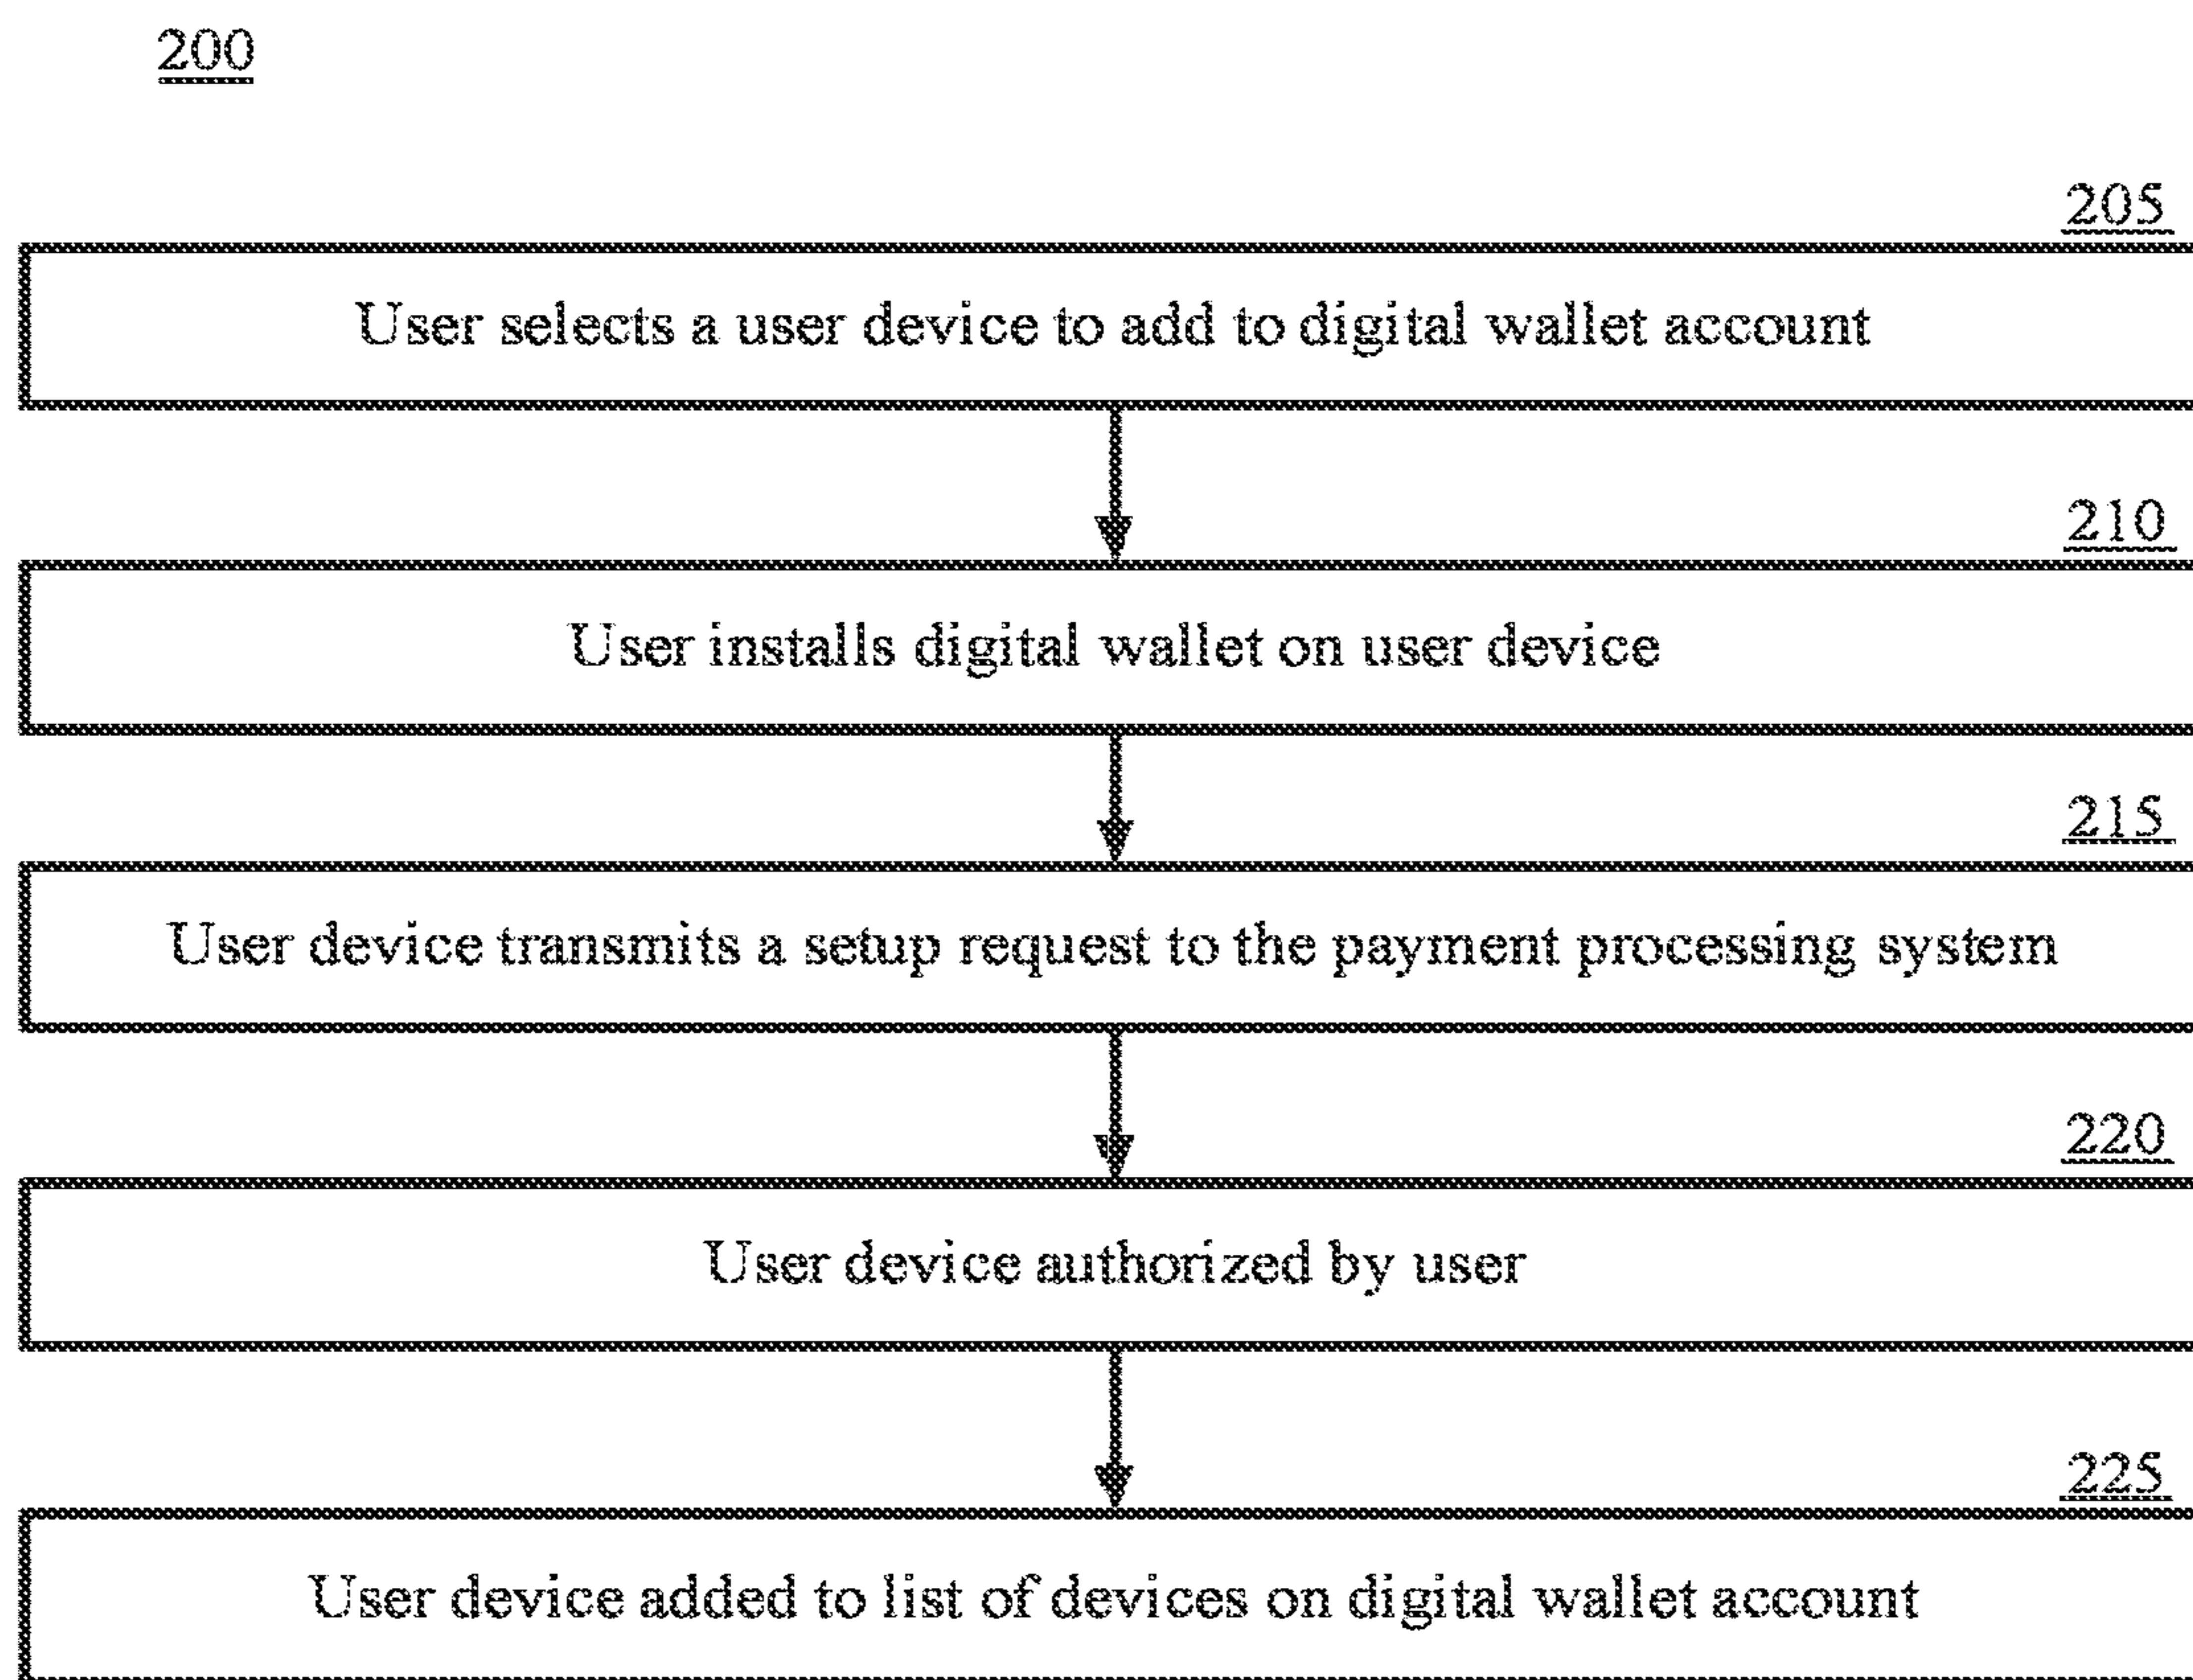 200
205
User selects a user device to add to digital wallet account
210
User installs digital wallet on user device
215
User device transmits a setup request to the payment processing system
220
User device authorized by user
225
User device added to list of devices on digital wallet account